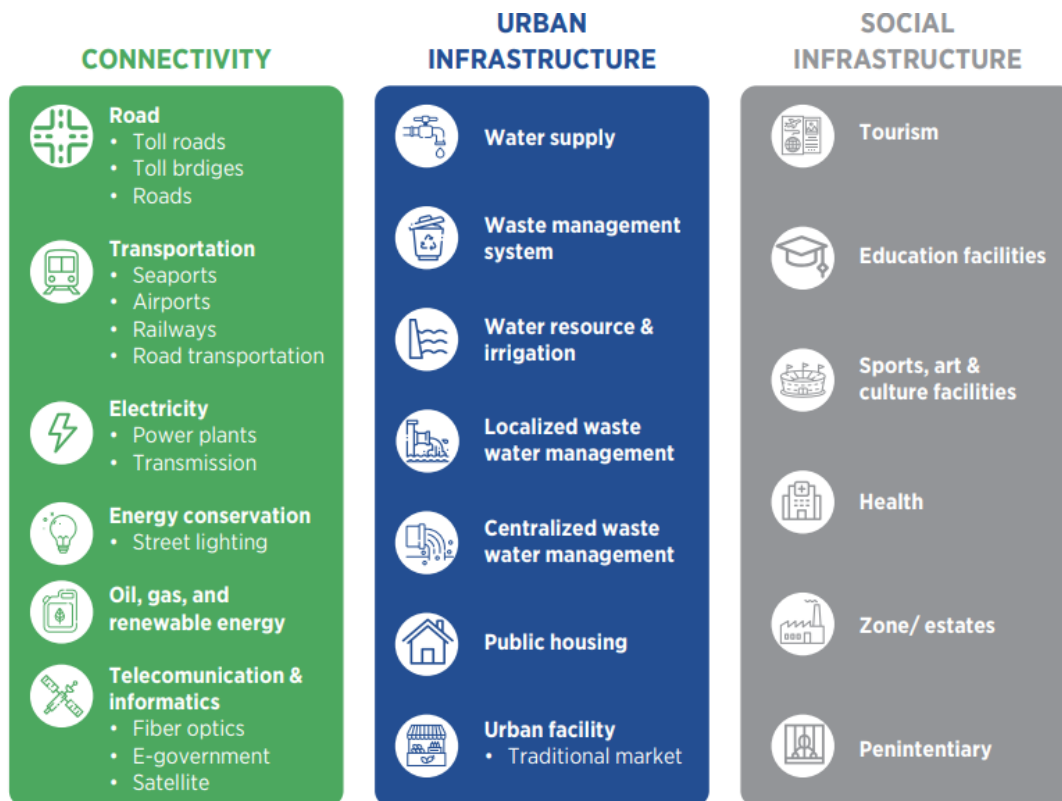 CONNECTIVITY
Road
• Toll roads
• Toll brdiges
• Roads
Transportation
• Seaports
• Airports
• Railways
• Road transportation
Electricity
• Power plants
• Transmission
Energy conservation
• Street lighting
Oil, gas, and
renewable energy
Telecomunication &
informatics
• Fiber optics
• E-government
• Satellite
URBAN
INFRASTRUCTURE
Water supply
Waste management
system
Water resource &
irrigation
Localized waste
water management
Centralized waste
water management
Public housing
Urban facility
• Traditional market
SOCIAL
INFRASTRUCTURE
Tourism
Education facilities
Sports, art &
culture facilities
Health
Zone/ estates
Penintentiary